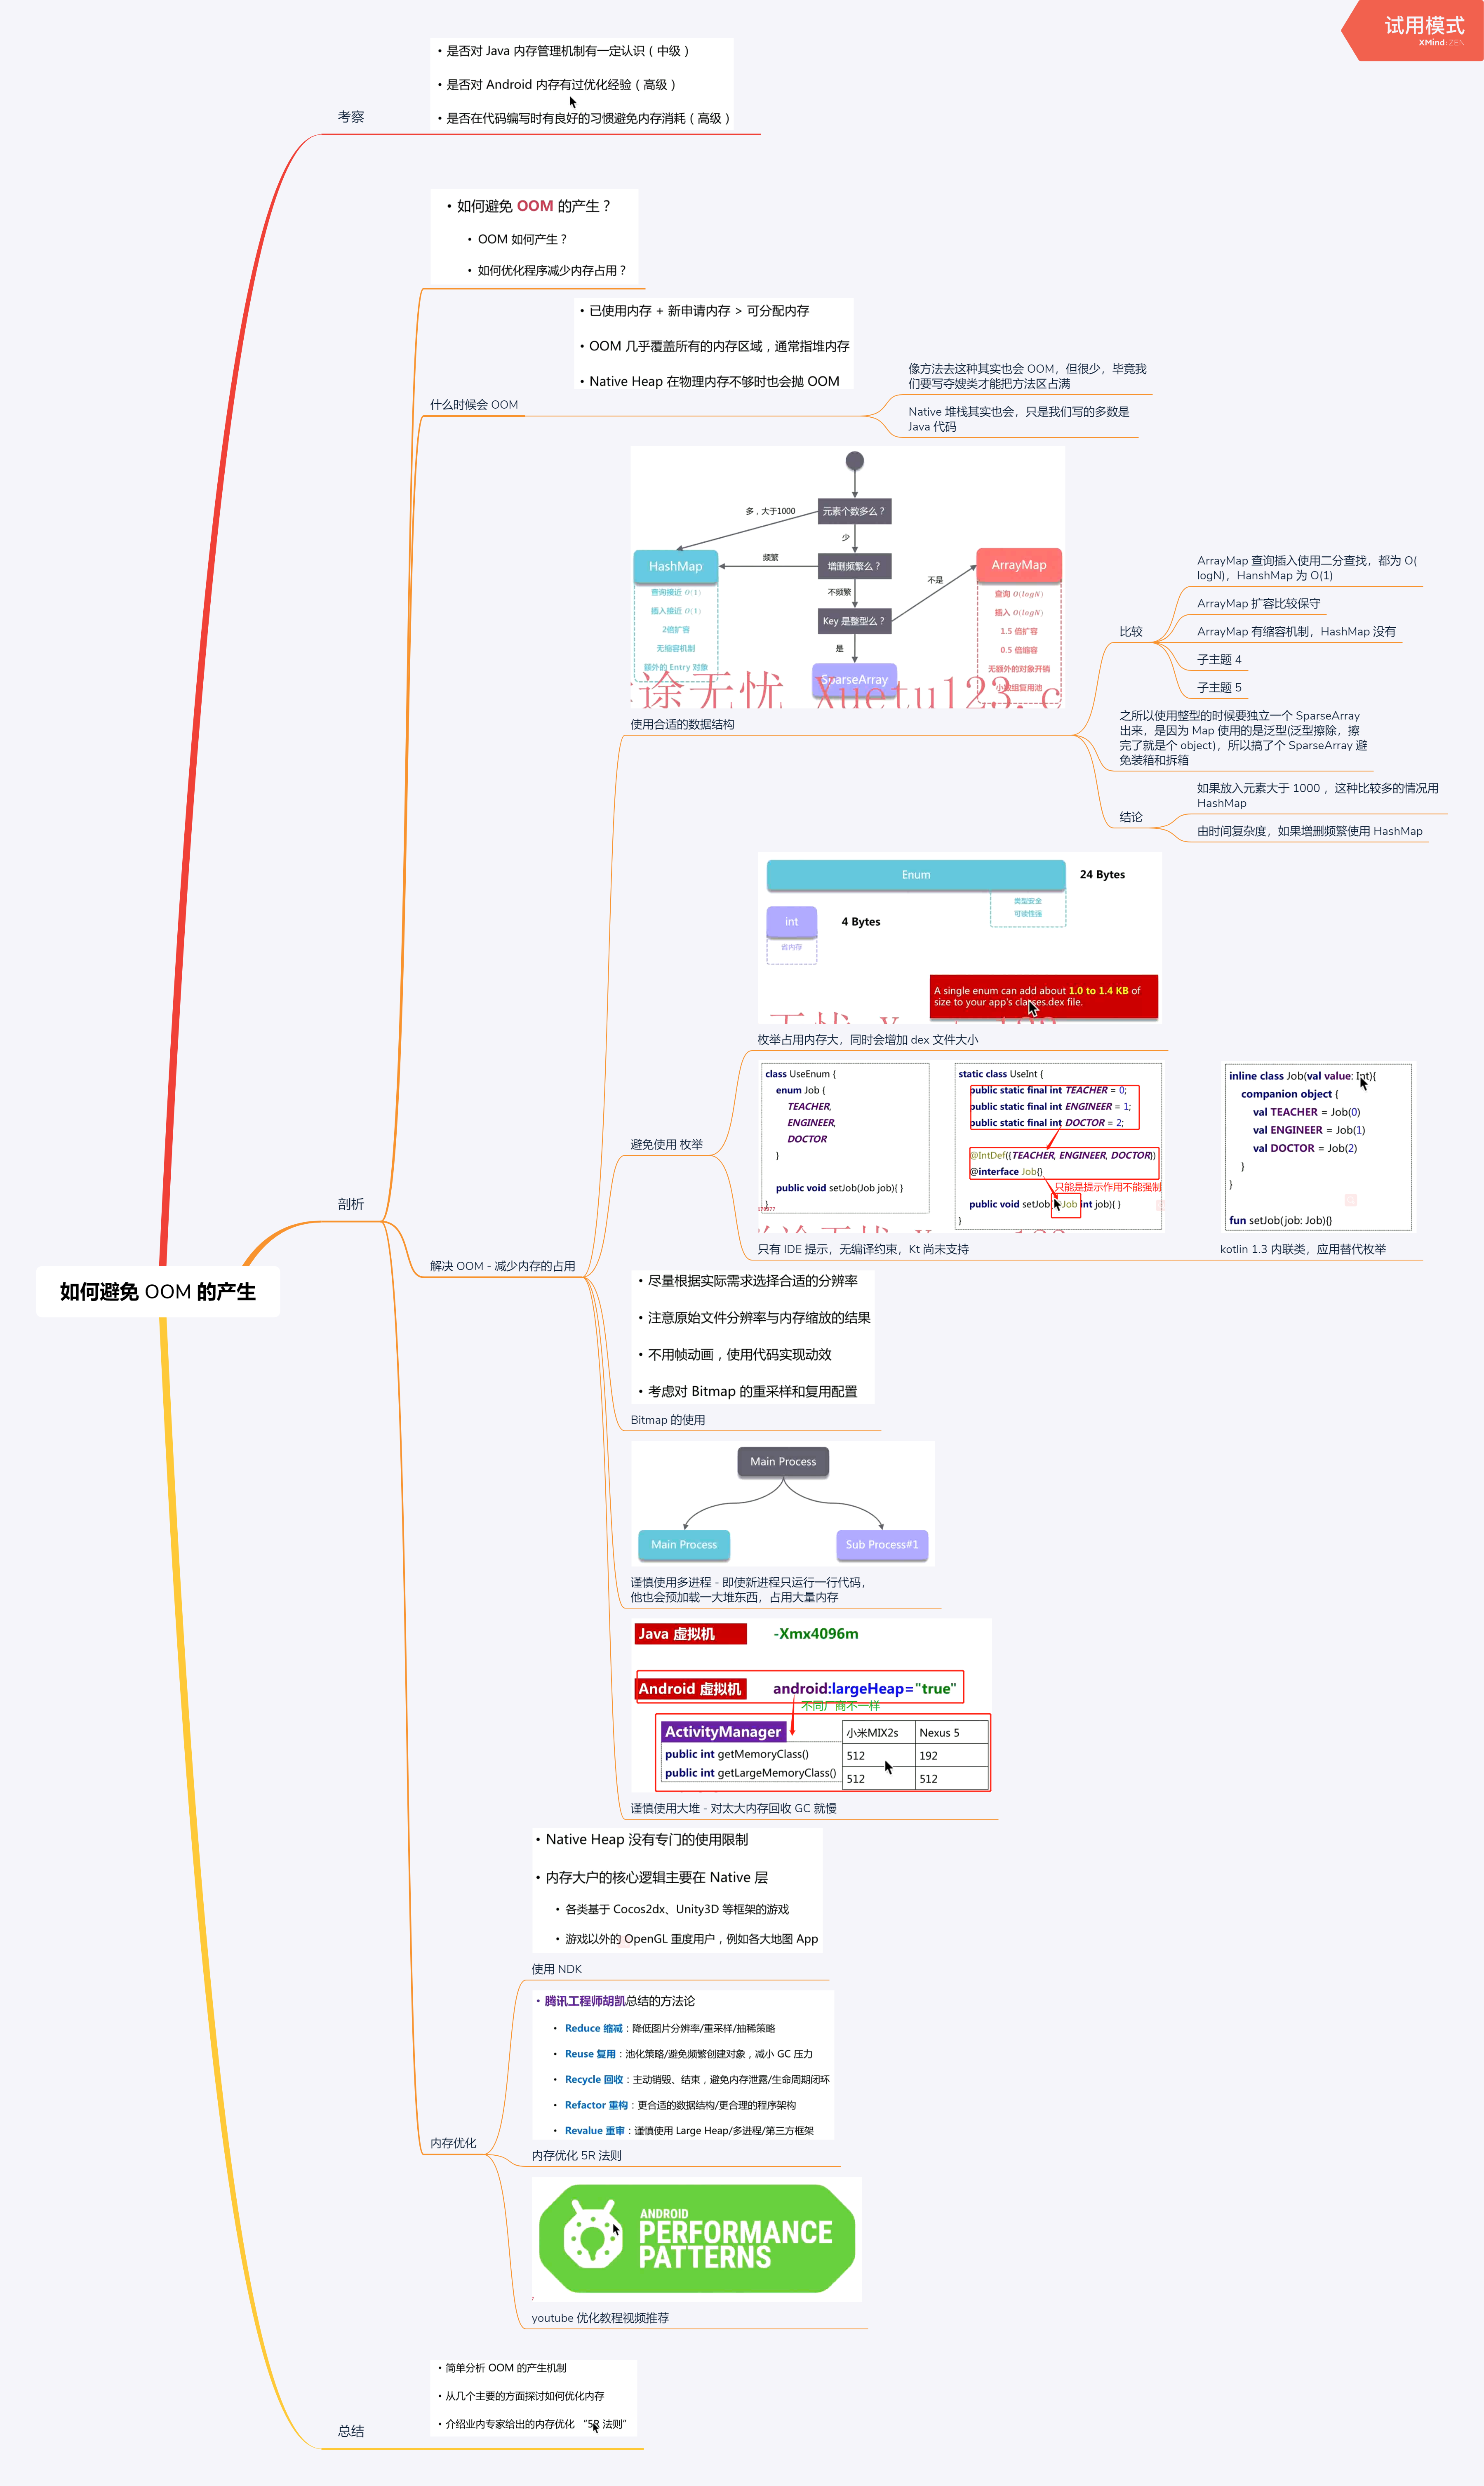 试用模式
XMind:ZEN
• 是否对 Java 内存管理机制有一定认识（中级）
• 是否对 Android 内存有过优化经验（高级）
• 是否在代码编写时有良好的习惯避免内存消耗（高级）
考察
• 如何避免 OOM 的产生？
• OOM 如何产生？
• 如何优化程序减少内存占用？
• 已使用内存 + 新申请内存 > 可分配内存
• OOM 几乎覆盖所有的内存区域，通常指堆内存
• Native Heap 在物理内存不够时也会抛 OOM
什么时候会 OOM
像方法去这种其实也会 OOM，但很少，毕竟我
们要写夺嫂类才能把方法区占满
Native 堆栈其实也会，只是我们写的多数是
Java 代码
元素个数多么？
多，大于1000
少
HashMap
频繁
增删频繁么？
ArrayMap
不是
不频繁
查询接近 O(1)
插入接近 O(1)
2倍扩容
无缩容机制
额外的 Entry 对象
Key 是整型么？
是
SparseArray
查询 O(logN)
插入 O(logN)
1.5 倍扩容
0.5 倍缩容
无额外的对象开销
小数组复用池
途无忧 Xuetu123.c
使用合适的数据结构
比较
ArrayMap 查询插入使用二分查找，都为 O(
logN)，HanshMap 为 O(1)
ArrayMap 扩容比较保守
ArrayMap 有缩容机制，HashMap 没有
子主题 4
子主题 5
之所以使用整型的时候要独立一个 SparseArray
出来，是因为 Map 使用的是泛型(泛型擦除，擦
完了就是个 object)，所以搞了个 SparseArray 避
免装箱和拆箱
结论
如果放入元素大于 1000 ，这种比较多的情况用
HashMap
由时间复杂度，如果增删频繁使用 HashMap
Enum
24 Bytes
类型安全
可读性强
int
4 Bytes
省内存
A single enum can add about 1.0 to 1.4 KB of
size to your app's classes.dex file.
枚举占用内存大，同时会增加 dex 文件大小
避免使用 枚举
class UseEnum {
enum Job {
TEACHER,
ENGINEER,
DOCTOR
}
public void setJob(Job job){ }
}
static class UseInt {
public static final int TEACHER = 0;
public static final int ENGINEER = 1;
public static final int DOCTOR = 2;
@IntDef({TEACHER, ENGINEER, DOCTOR})
@interface Job{}
只能是提示作用不能强制
public void setJob(@Job int job){ }
}
只有 IDE 提示，无编译约束，Kt 尚未支持
inline class Job(val value: Int){
companion object {
val TEACHER = Job(0)
val ENGINEER = Job(1)
val DOCTOR = Job(2)
}
}
fun setJob(job: Job){}
kotlin 1.3 内联类，应用替代枚举
剖析
解决 OOM - 减少内存的占用
如何避免 OOM 的产生
• 尽量根据实际需求选择合适的分辨率
• 注意原始文件分辨率与内存缩放的结果
• 不用帧动画，使用代码实现动效
• 考虑对 Bitmap 的重采样和复用配置
Bitmap 的使用
Main Process
Main Process
Sub Process#1
谨慎使用多进程 - 即使新进程只运行一行代码，
他也会预加载一大堆东西，占用大量内存
Java 虚拟机
-Xmx4096m
Android 虚拟机
android:largeHeap="true"
不同厂商不一样
ActivityManager
public int getMemoryClass()
public int getLargeMemoryClass()
小米MIX2s Nexus 5
512 192
512 512
谨慎使用大堆 - 对太大内存回收 GC 就慢
• Native Heap 没有专门的使用限制
• 内存大户的核心逻辑主要在 Native 层
• 各类基于 Cocos2dx、Unity3D 等框架的游戏
• 游戏以外的 OpenGL 重度用户，例如各大地图 App
使用 NDK
• 腾讯工程师胡凯总结的方法论
• Reduce 缩减：降低图片分辨率/重采样/抽稀策略
• Reuse 复用：池化策略/避免频繁创建对象，减小 GC 压力
• Recycle 回收：主动销毁、结束，避免内存泄露/生命周期闭环
• Refactor 重构：更合适的数据结构/更合理的程序架构
• Revalue 重审：谨慎使用 Large Heap/多进程/第三方框架
内存优化
内存优化 5R 法则
ANDROID
PERFORMANCE
PATTERNS
youtube 优化教程视频推荐
• 简单分析 OOM 的产生机制
• 从几个主要的方面探讨如何优化内存
• 介绍业内专家给出的内存优化 “5R 法则”
总结